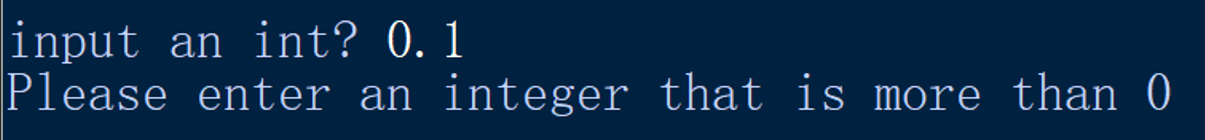 input an int? 0.1
Please enter an integer that is more than 0